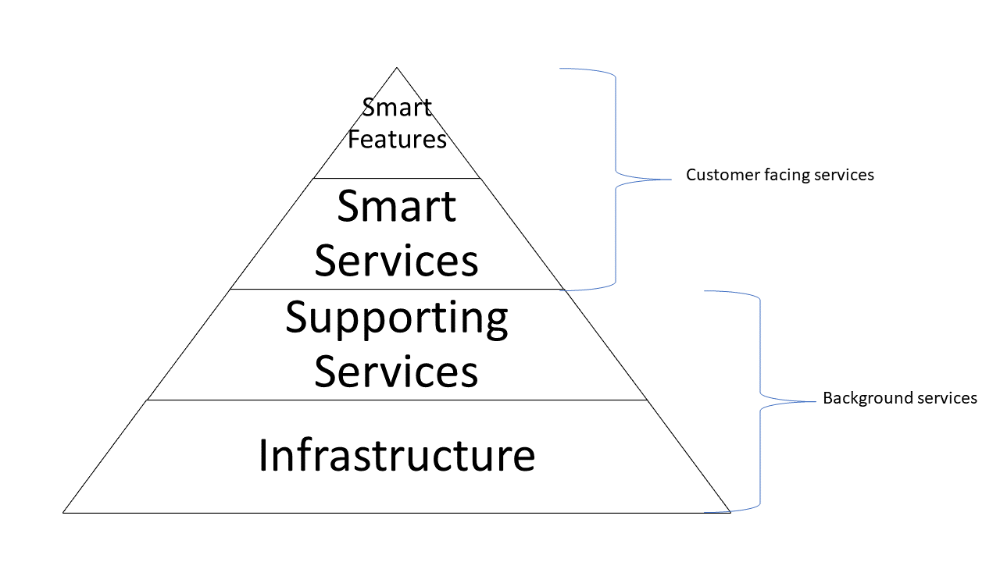 Smart
Features
Smart
Services
Customer facing services
Supporting
Services
Infrastructure
Background services